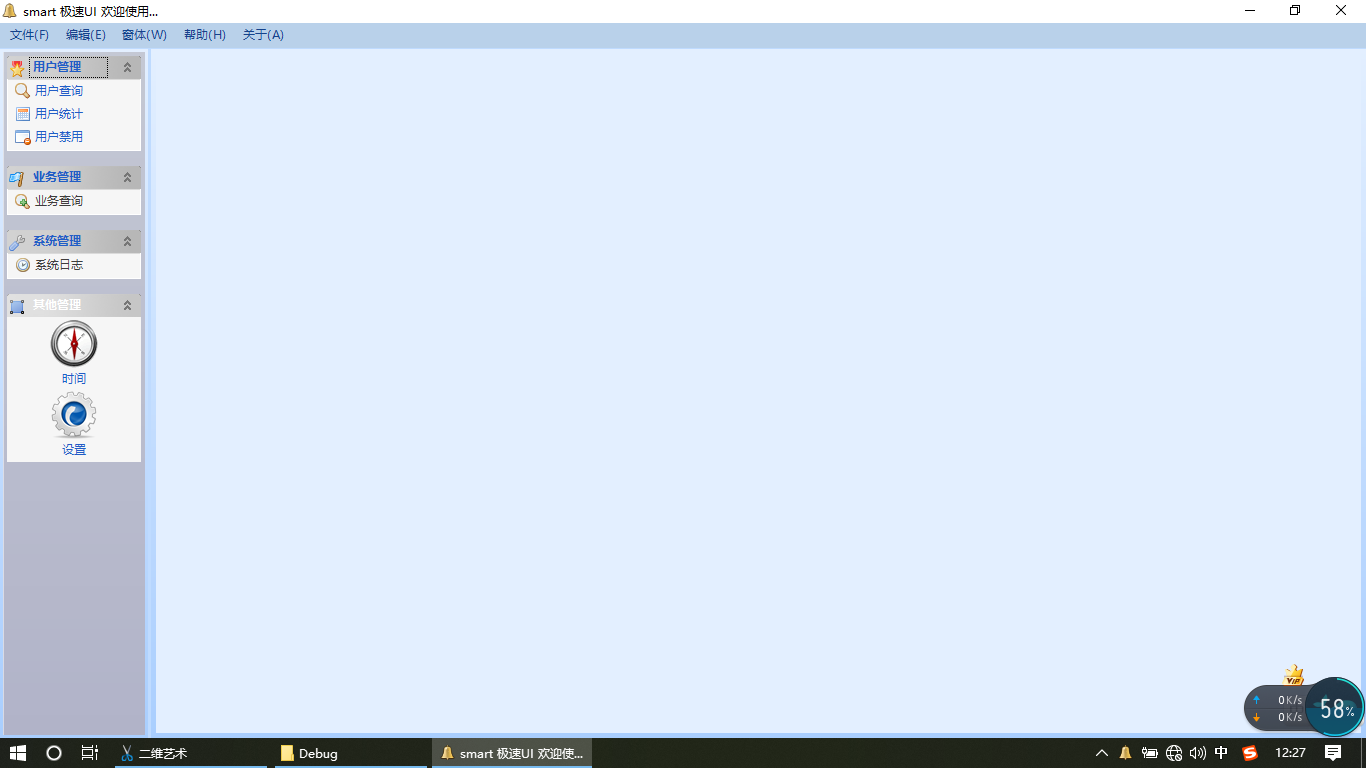 smart 极速UI 欢迎使用...
文件(F) 编辑(E) 窗体(W) 帮助(H) 关于(A)
用户管理
用户查询
用户统计
用户禁用
业务管理
业务查询
系统管理
系统日志
其他管理
时间
设置
VIP
0K/s
0K/s
58%
二维艺术
Debug
smart 极速UI 欢迎使...
中
S
12:27